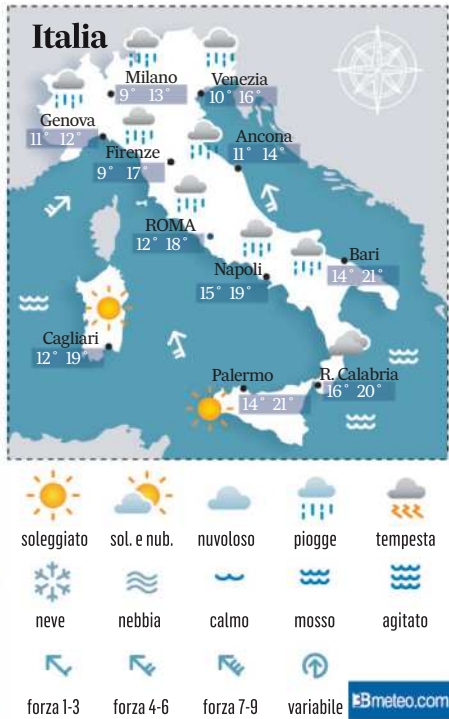 Italia
Milano
9° 13°
Venezia
10° 16°
Genova
11° 12°
Firenze
9° 17°
Ancona
11° 14°
ROMA
12° 18°
Napoli
15° 19°
Bari
14° 21°
Cagliari
12° 19°
Palermo
14° 21°
R. Calabria
16° 20°
soleggiato sol. e nub. nuvoloso piogge tempesta
neve nebbia calmo mosso agitato
forza 1-3 forza 4-6 forza 7-9 variabile
3Bmeteo.com